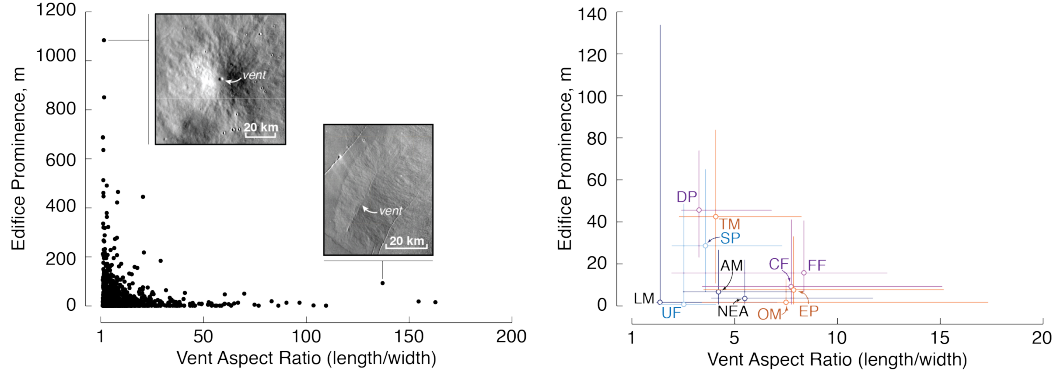 1200
1000
800
600
400
200
0
Edifice Prominence, m
vent
20 km
vent
20 km
1
50
100
150
200
Vent Aspect Ratio (length/width)
140
120
100
80
60
40
20
0
Edifice Prominence, m
DP
TM
SP
AM
CF
FF
LM
UF
NEA
OM
EP
1
5
10
15
20
Vent Aspect Ratio (length/width)